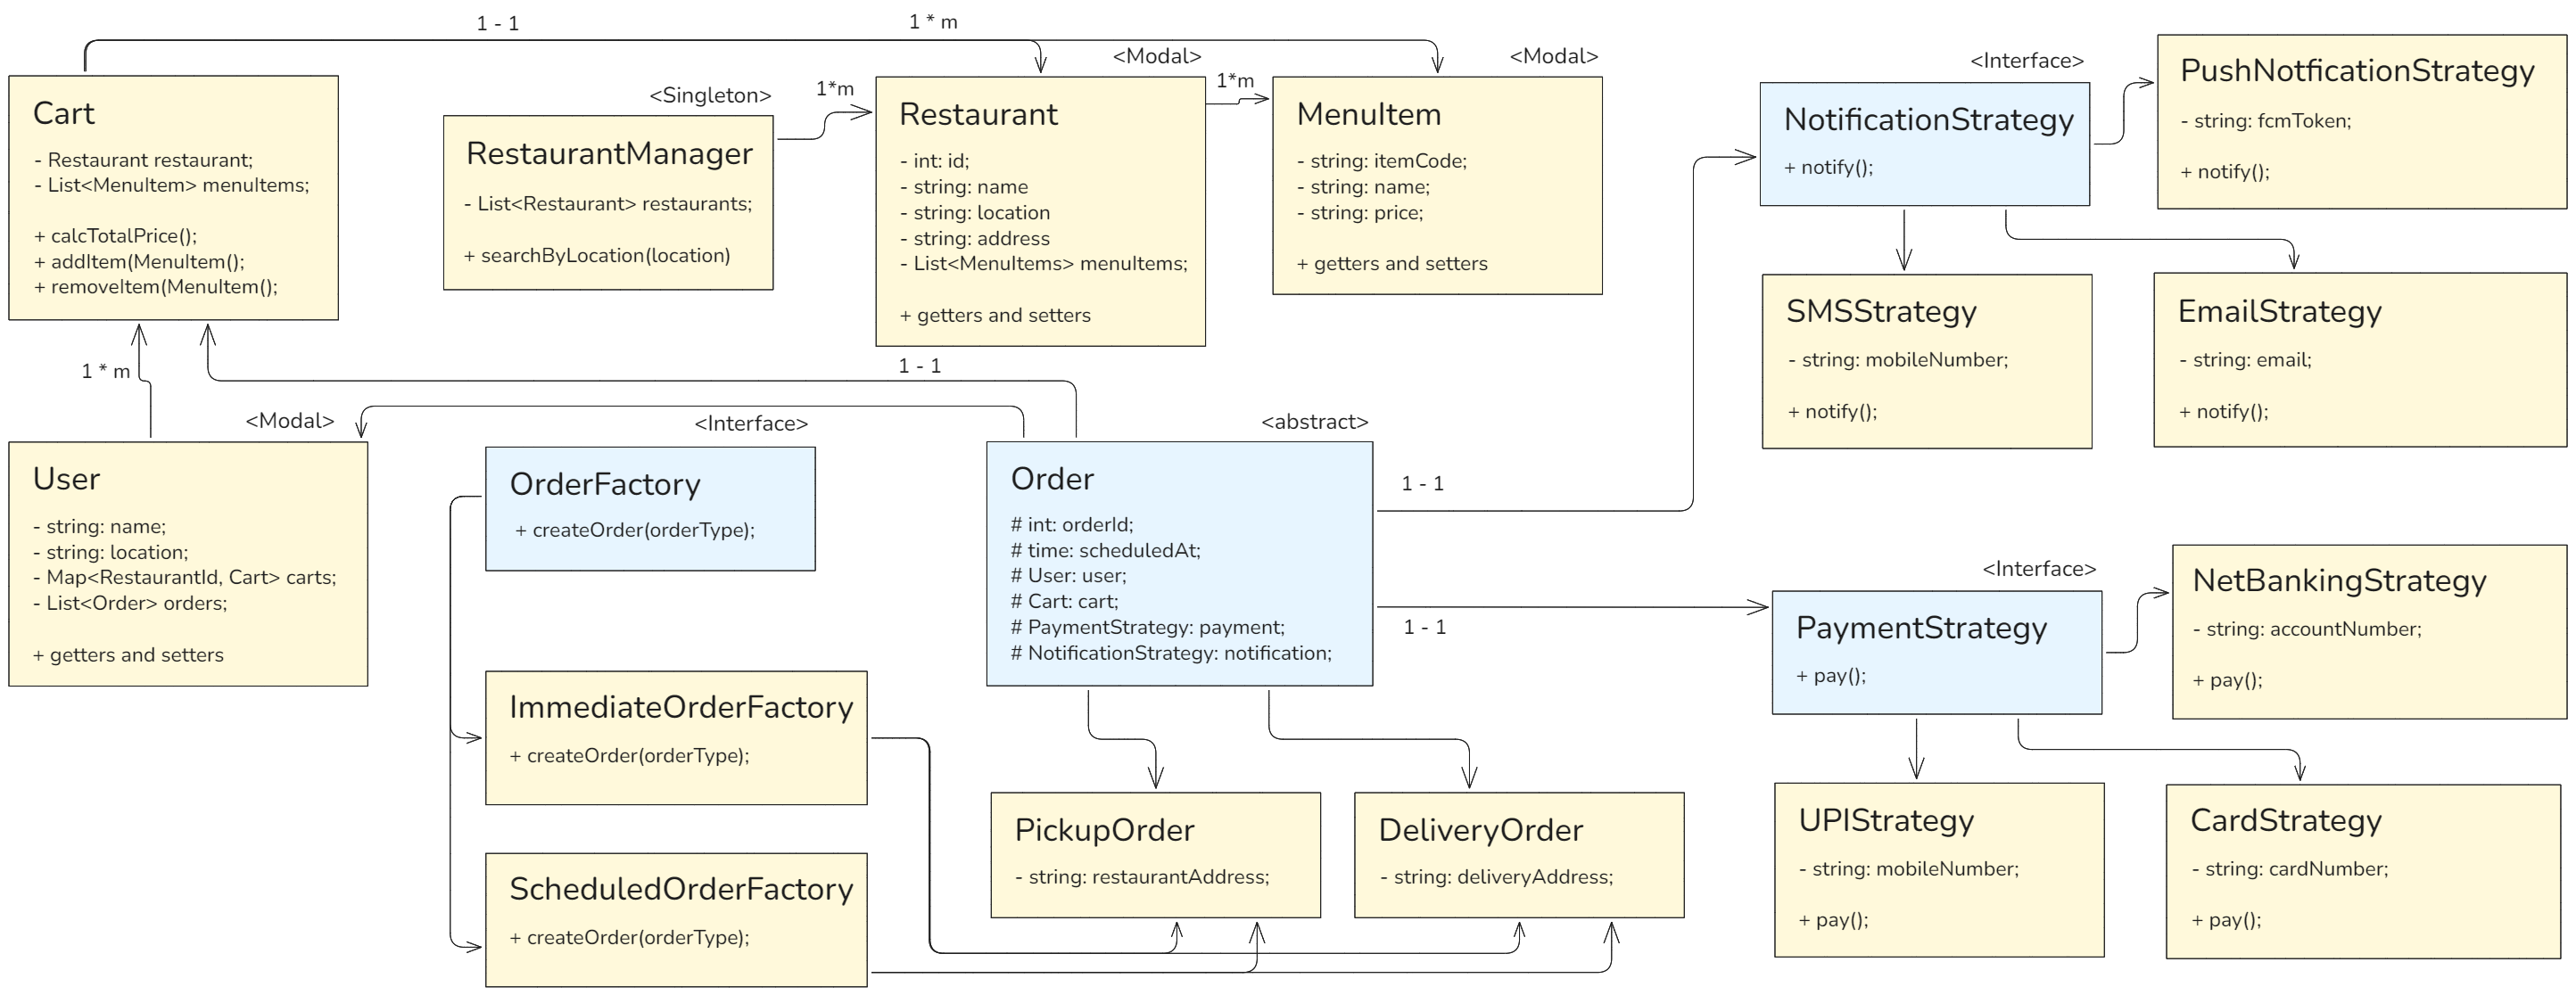 1 - 1
1 * m
Cart
- Restaurant restaurant;
- List<MenuItem> menuItems;
+ calcTotalPrice();
+ addItem(MenuItem();
+ removeItem(MenuItem();
<Singleton>
RestaurantManager
- List<Restaurant> restaurants;
+ searchByLocation(location)
1*m
<Modal>
Restaurant
- int: id;
- string: name
- string: location
- string: address
- List<MenuItems> menuItems;
+ getters and setters
1*m
<Modal>
MenuItem
- string: itemCode;
- string: name;
- string: price;
+ getters and setters
<Interface>
NotificationStrategy
+ notify();
PushNotficationStrategy
- string: fcmToken;
+ notify();
SMSStrategy
- string: mobileNumber;
+ notify();
EmailStrategy
- string: email;
+ notify();
1 * m
1 - 1
<Modal>
User
- string: name;
- string: location;
- Map<RestaurantId, Cart> carts;
- List<Order> orders;
+ getters and setters
<Interface>
OrderFactory
+ createOrder(orderType);
<abstract>
Order
# int: orderId;
# time: scheduledAt;
# User: user;
# Cart: cart;
# PaymentStrategy: payment;
# NotificationStrategy: notification;
1 - 1
1 - 1
<Interface>
PaymentStrategy
+ pay();
NetBankingStrategy
- string: accountNumber;
+ pay();
ImmediateOrderFactory
+ createOrder(orderType);
ScheduledOrderFactory
+ createOrder(orderType);
PickupOrder
- string: restaurantAddress;
DeliveryOrder
- string: deliveryAddress;
UPIStrategy
- string: mobileNumber;
+ pay();
CardStrategy
- string: cardNumber;
+ pay();